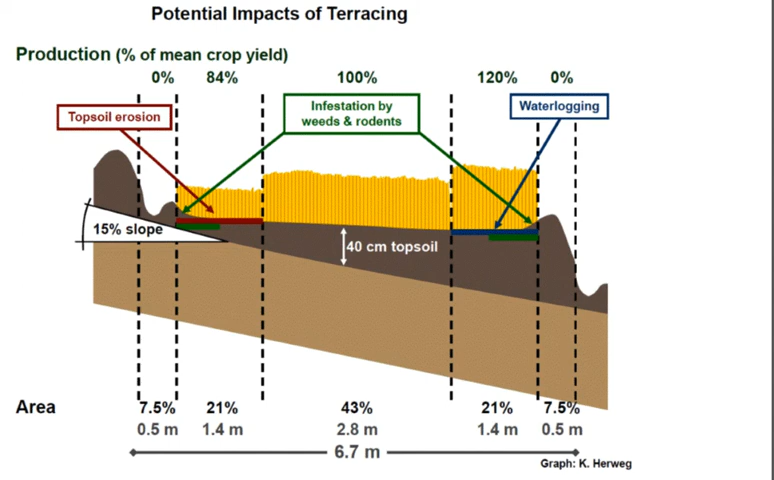 Potential Impacts of Terracing
Production (% of mean crop yield)
0% 84% 100% 120% 0%
Topsoil erosion
Infestation by
weeds & rodents
Waterlogging
15% slope
40 cm topsoil
Area
7.5% 21% 43% 21% 7.5%
0.5 m 1.4 m 2.8 m 1.4 m 0.5 m
6.7 m
Graph: K. Herweg